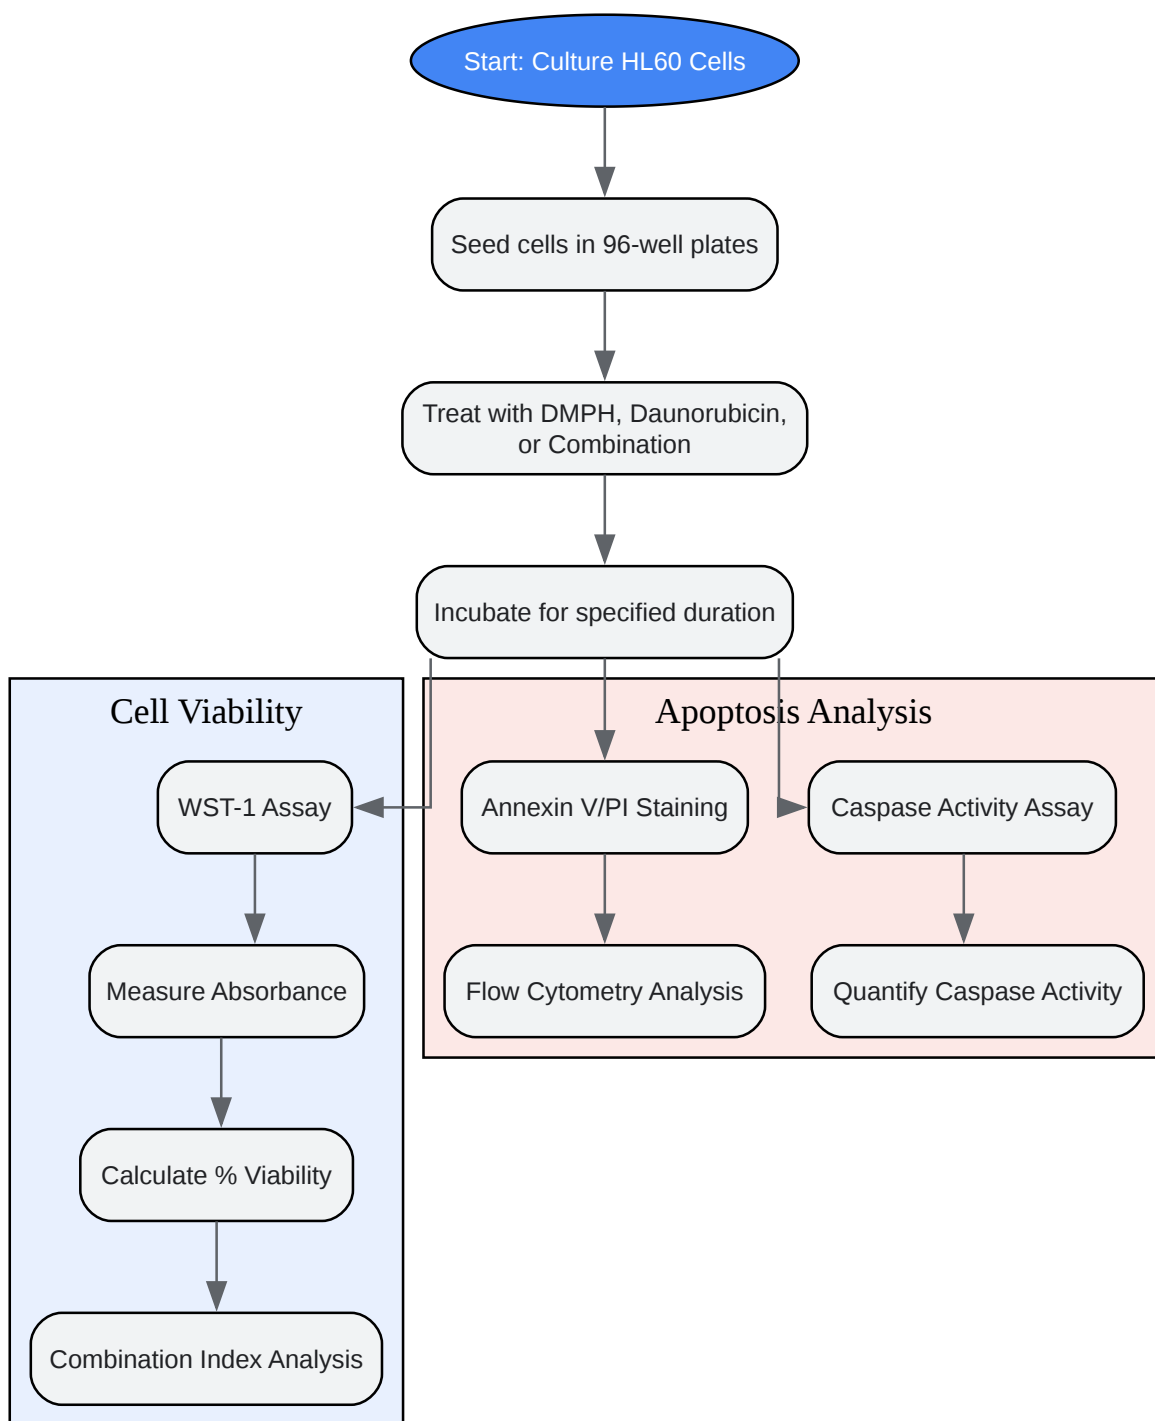 Start: Culture HL60 Cells
Seed cells in 96-well plates
Treat with DMPH, Daunorubicin,
or Combination
Incubate for specified duration
Cell Viability
WST-1 Assay
Measure Absorbance
Calculate % Viability
Combination Index Analysis
Apoptosis Analysis
Annexin V/PI Staining
Flow Cytometry Analysis
Caspase Activity Assay
Quantify Caspase Activity